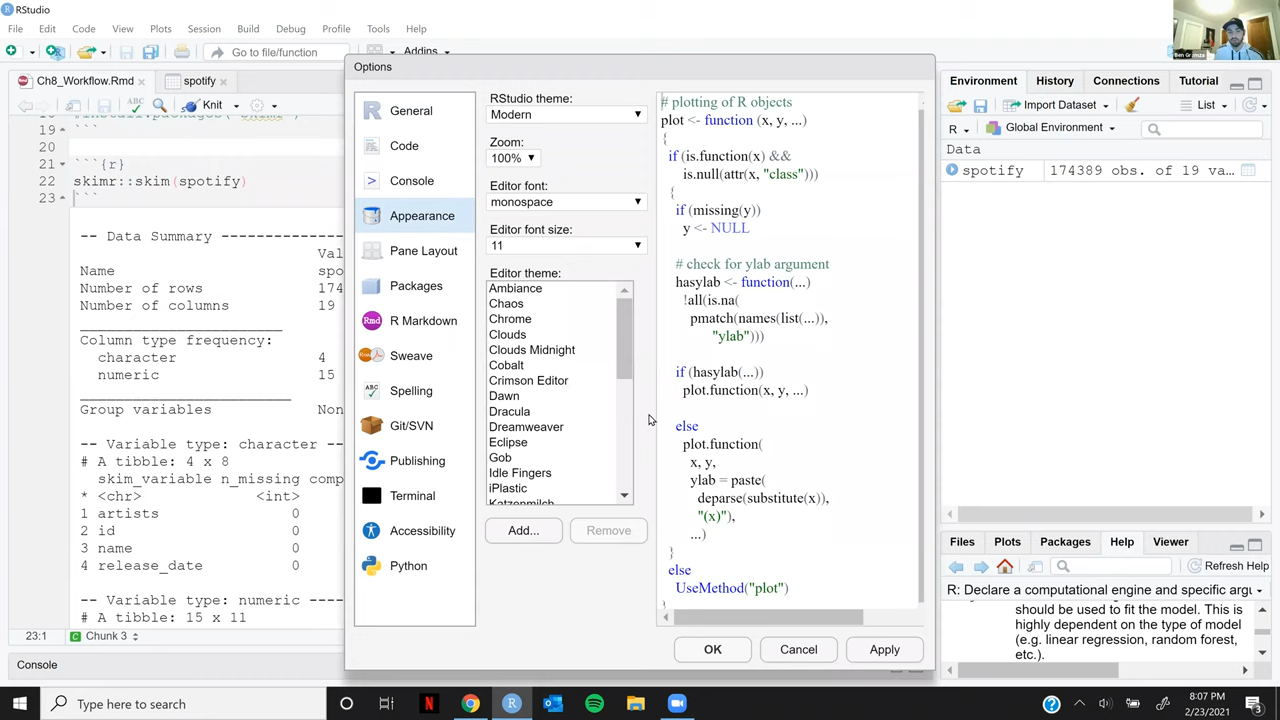 RStudio
File Edit Code View Plots Session Build Debug Profile Tools Help
Go to file/function Addins
Ben Gramza
Ch8_Workflow.Rmd spotify
Knit
19 ```
20
21 ```{r}
22 skimr::skim(spotify)
23 ```
-- Data Summary ------------------------
Val
Name spo
Number of rows 174
Number of columns 19
Column type frequency:
character 4
numeric 15
Group variables Non
-- Variable type: character --
# A tibble: 4 x 8
skim_variable n_missing comp
* <chr> <int>
1 artists 0
2 id 0
3 name 0
4 release_date 0
-- Variable type: numeric ----
# A tibble: 15 x 11
23:1 Chunk 3
Console
Options
General
Code
Console
Appearance
Pane Layout
Packages
R Markdown
Sweave
Spelling
Git/SVN
Publishing
Terminal
Accessibility
Python
RStudio theme:
Modern
Zoom:
100%
Editor font:
monospace
Editor font size:
11
Editor theme:
Ambiance
Chaos
Chrome
Clouds
Clouds Midnight
Cobalt
Crimson Editor
Dawn
Dracula
Dreamweaver
Eclipse
Gob
Idle Fingers
iPlastic
Katzenmilch
Add... Remove
# plotting of R objects
plot <- function (x, y, ...)
{
if (is.function(x) &&
is.null(attr(x, "class")))
{
if (missing(y))
y <- NULL
# check for ylab argument
hasylab <- function(...)
!all(is.na(
pmatch(names(list(...)),
"ylab")))
if (hasylab(...))
plot.function(x, y, ...)
else
plot.function(
x, y,
ylab = paste(
deparse(substitute(x)),
"(x)"),
...)
}
else
UseMethod("plot")
}
OK Cancel Apply
Environment History Connections Tutorial
Import Dataset List
R Global Environment
Data
spotify 174389 obs. of 19 va...
Files Plots Packages Help Viewer
Refresh Help
R: Declare a computational engine and specific argu
should be used to fit the model. This is
highly dependent on the type of model
(e.g. linear regression, random forest,
etc.).
Type here to search
8:07 PM
2/23/2021
3